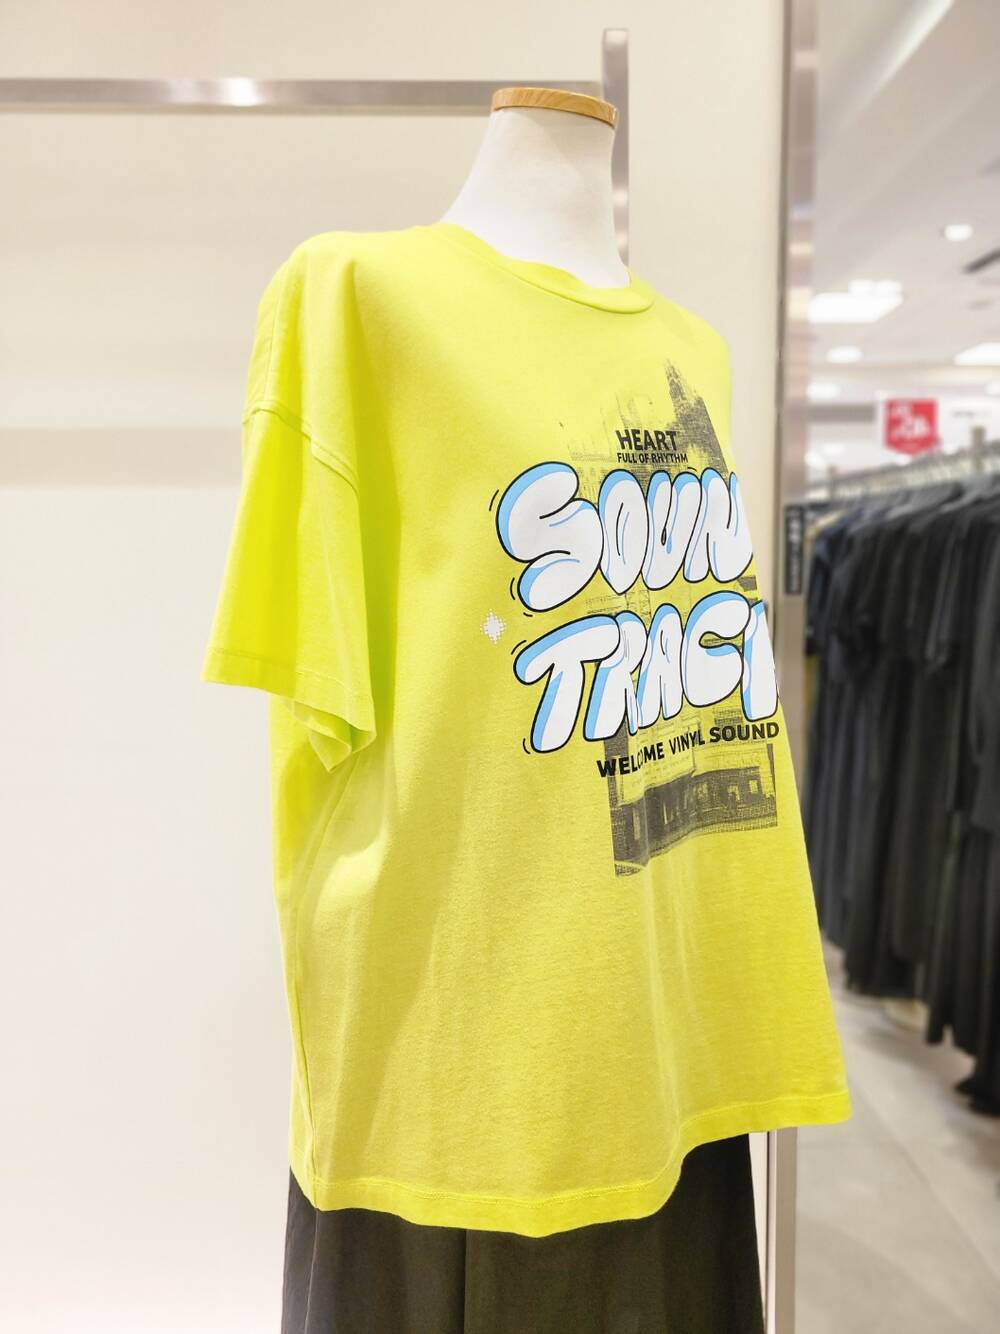 HEART
FULL OF RHYTHM
SOUN
TRAC
WELCOME VINYL SOUND